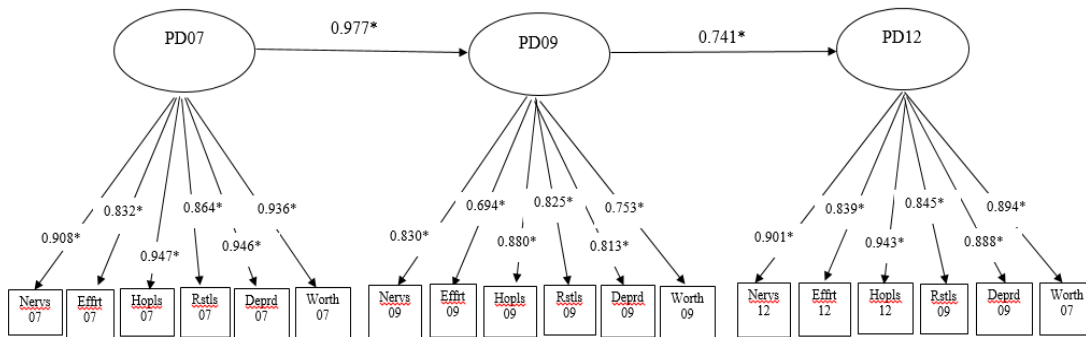 PD07
0.977*
PD09
0.741*
PD12
0.908*
0.832*
0.947*
0.864*
0.946*
0.936*
0.830*
0.694*
0.880*
0.825*
0.813*
0.753*
0.901*
0.839*
0.943*
0.845*
0.888*
0.894*
Nervs
07
Effrt
07
Hopls
07
Rstls
07
Deprd
07
Worth
07
Nervs
09
Effrt
09
Hopls
09
Rstls
09
Deprd
09
Worth
09
Nervs
12
Effrt
12
Hopls
12
Rstls
09
Deprd
09
Worth
07